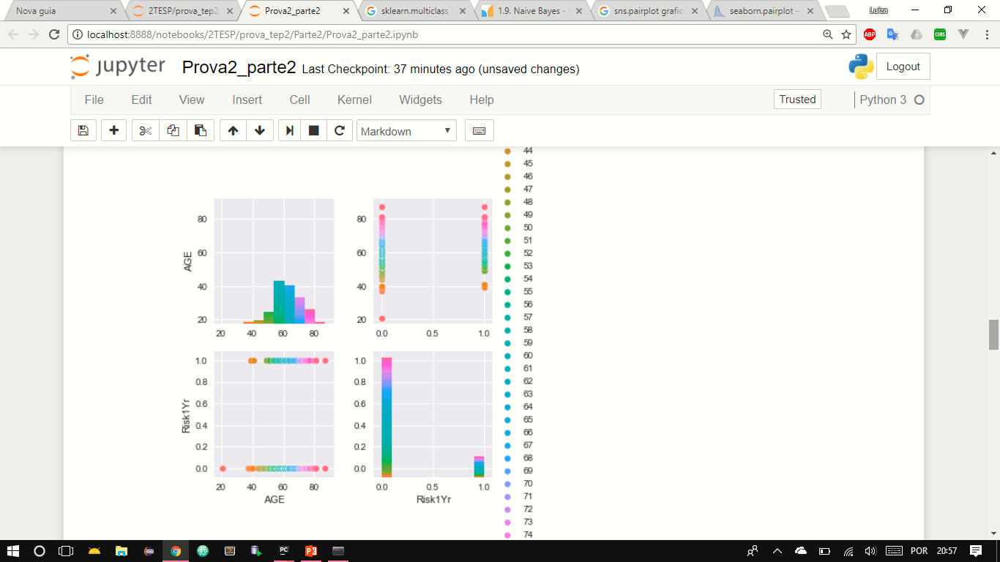 Nova guia
2TESP/prova_tep2
Prova2_parte2
sklearn.multiclass
1.9. Naive Bayes -
sns.pairplot grafic
seaborn.pairplot –
Luiza
localhost:8888/notebooks/2TESP/prova_tep2/Parte2/Prova2_parte2.ipynb
ABP
CORS
jupyter
Prova2_parte2 Last Checkpoint: 37 minutes ago (unsaved changes)
Logout
File Edit View Insert Cell Kernel Widgets Help
Trusted
Python 3
Markdown
80
60
40
20
AGE
20 40 60 80
80
60
40
20
0.0 0.5 1.0
1.0
0.8
0.6
0.4
0.2
0.0
Risk1Yr
20 40 60 80
AGE
1.0
0.8
0.6
0.4
0.2
0.0
0.0 0.5 1.0
Risk1Yr
44
45
46
47
48
49
50
51
52
53
54
55
56
57
58
59
60
61
62
63
64
65
66
67
68
69
70
71
72
73
74
PC
POR
20:57